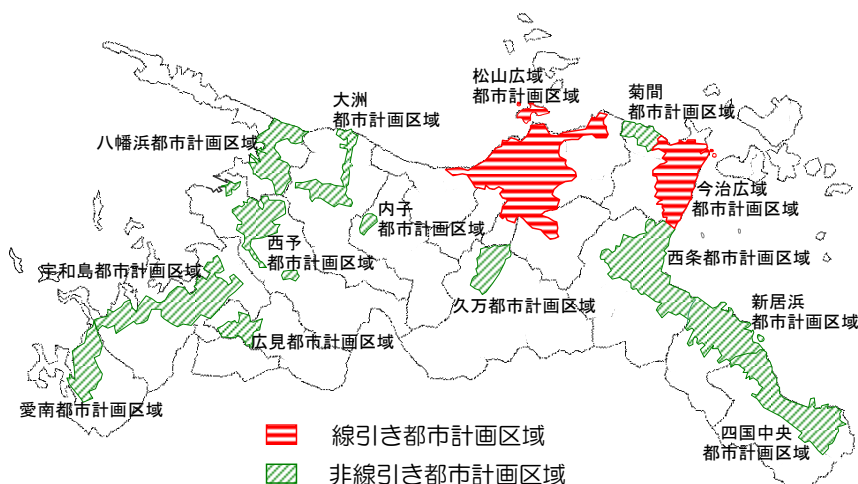 松山広域
都市計画区域
菊間
都市計画区域
大洲
都市計画区域
八幡浜都市計画区域
今治広域
都市計画区域
内子
都市計画区域
西予
都市計画区域
西条都市計画区域
宇和島都市計画区域
久万都市計画区域
新居浜
都市計画区域
広見都市計画区域
愛南都市計画区域
四国中央
都市計画区域
線引き都市計画区域
非線引き都市計画区域